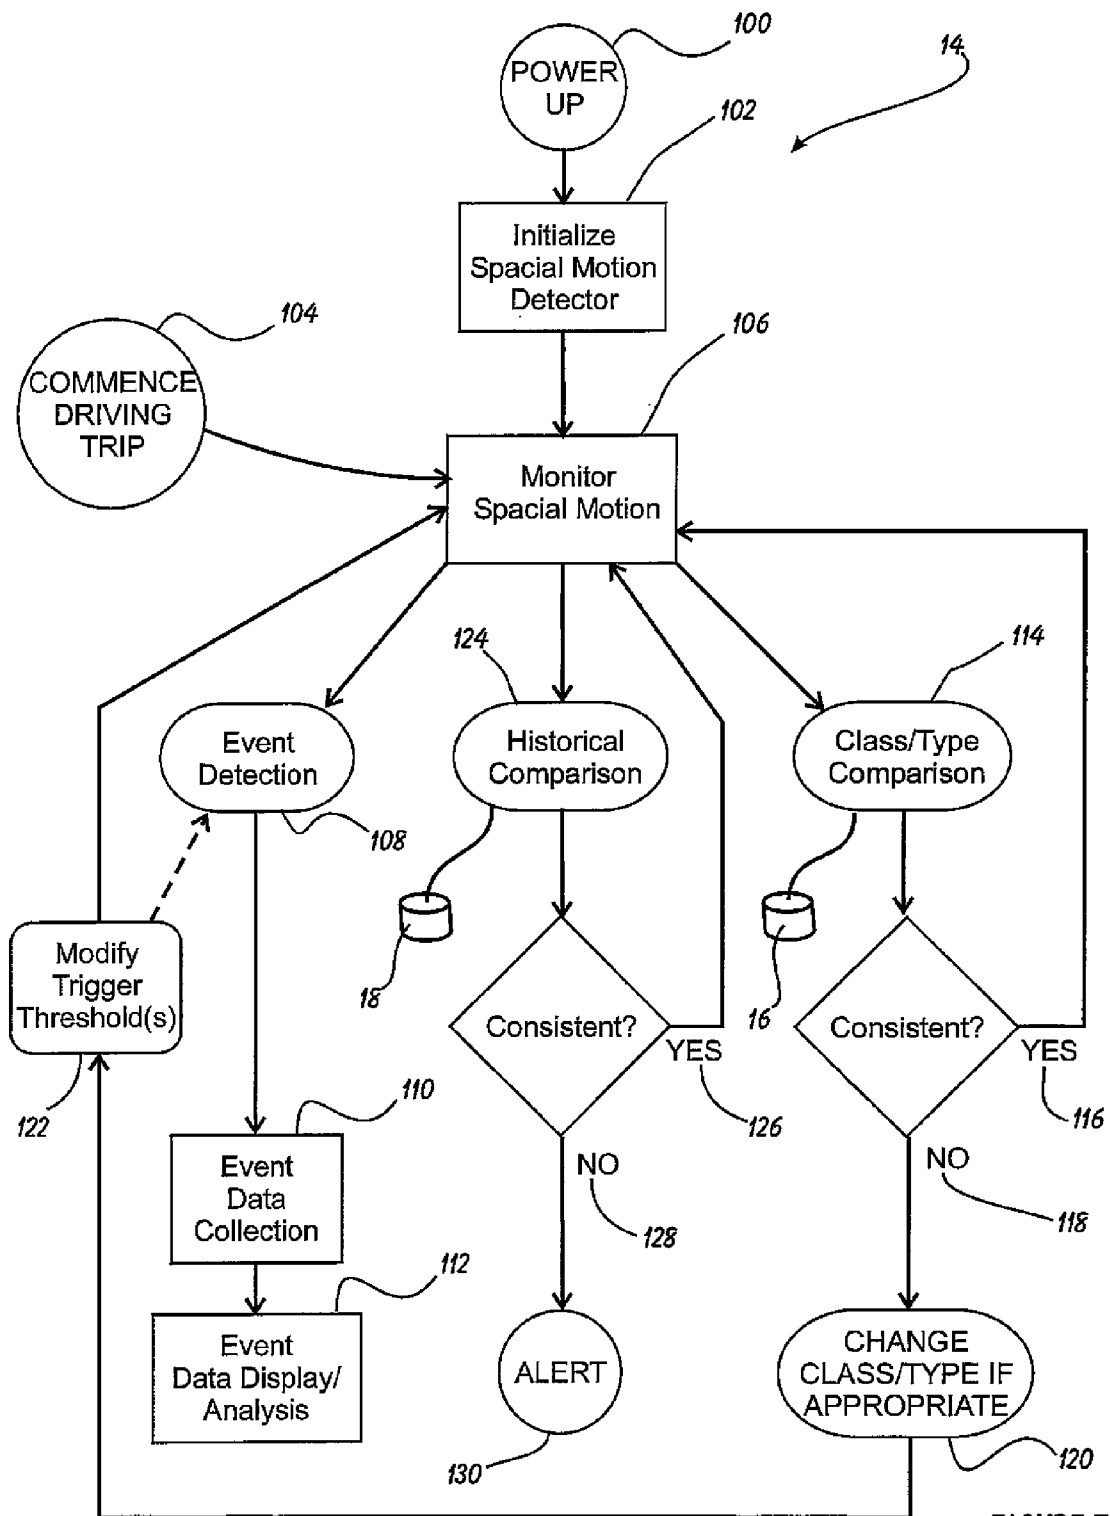 100
14
POWER
UP
102
Initialize
Spacial Motion
Detector
104
106
COMMENCE
DRIVING
TRIP
Monitor
Spacial Motion
124
114
Event
Detection
Historical
Comparison
Class/Type
Comparison
108
Modify
Trigger
Threshold(s)
18
16
Consistent?
Consistent?
YES
YES
122
110
126
116
Event
Data
Collection
NO
NO
128
118
112
Event
Data Display/
Analysis
ALERT
CHANGE
CLASS/TYPE IF
APPROPRIATE
130
120